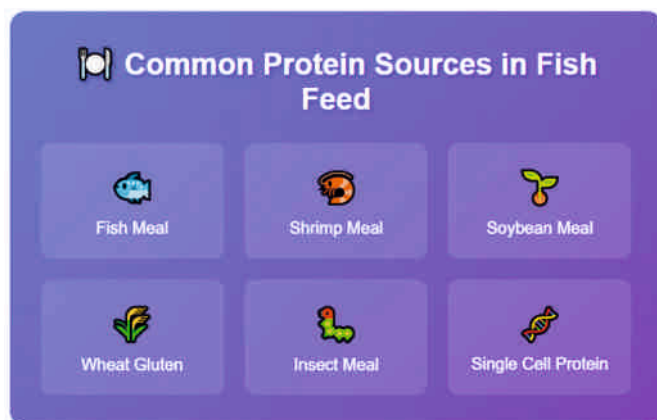 Common Protein Sources in Fish
Feed
Fish Meal
Shrimp Meal
Soybean Meal
Wheat Gluten
Insect Meal
Single Cell Protein